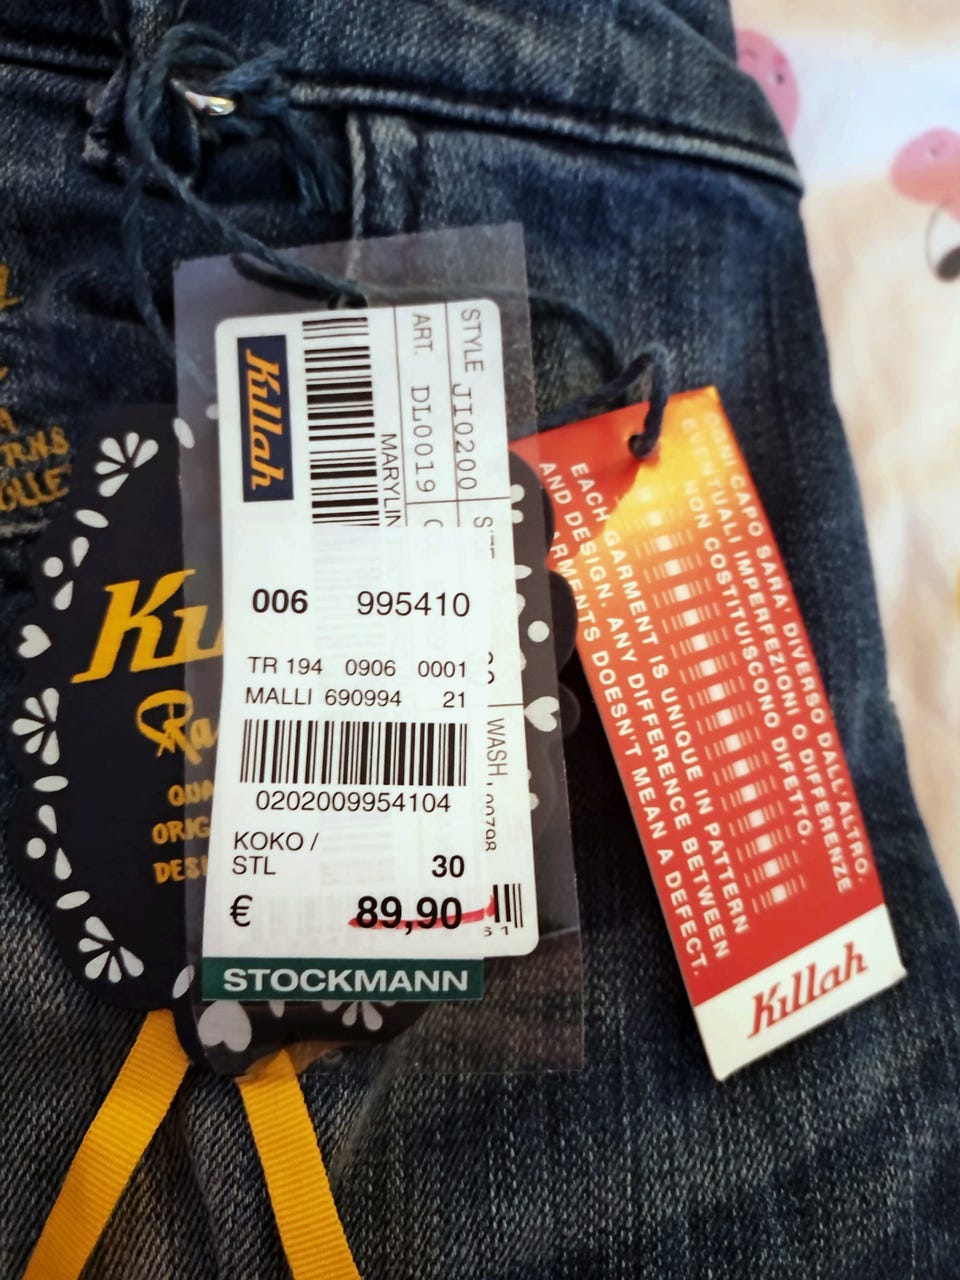 Killah
STYLE JI0200
ART. DL00019
MARYLIN
006 995410
TR 194 0906 0001
MALLI 690994 21
0202009954104
KOKO /
STL 30
€ 89,90
STOCKMANN
WASH.
OGNI CAPO SARA' DIVERSO DALL'ALTRO.
EVENTUALI IMPERFEZIONI O DIFFERENZE
NON COSTITUISCONO DIFETTO.
EACH GARMENT IS UNIQUE IN PATTERN
AND DESIGN. ANY DIFFERENCE BETWEEN
ARMENTS DOESN'T MEAN A DEFECT.
Killah